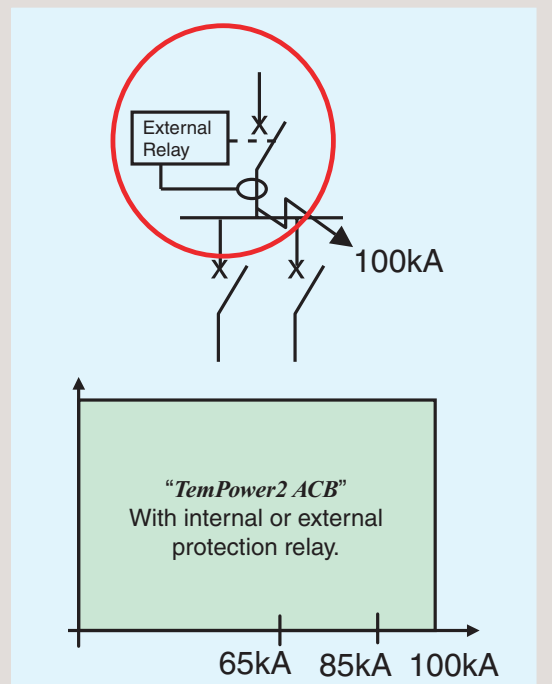 External
Relay
100kA
“TemPower2 ACB”
With internal or external
protection relay.
65kA 85kA 100kA